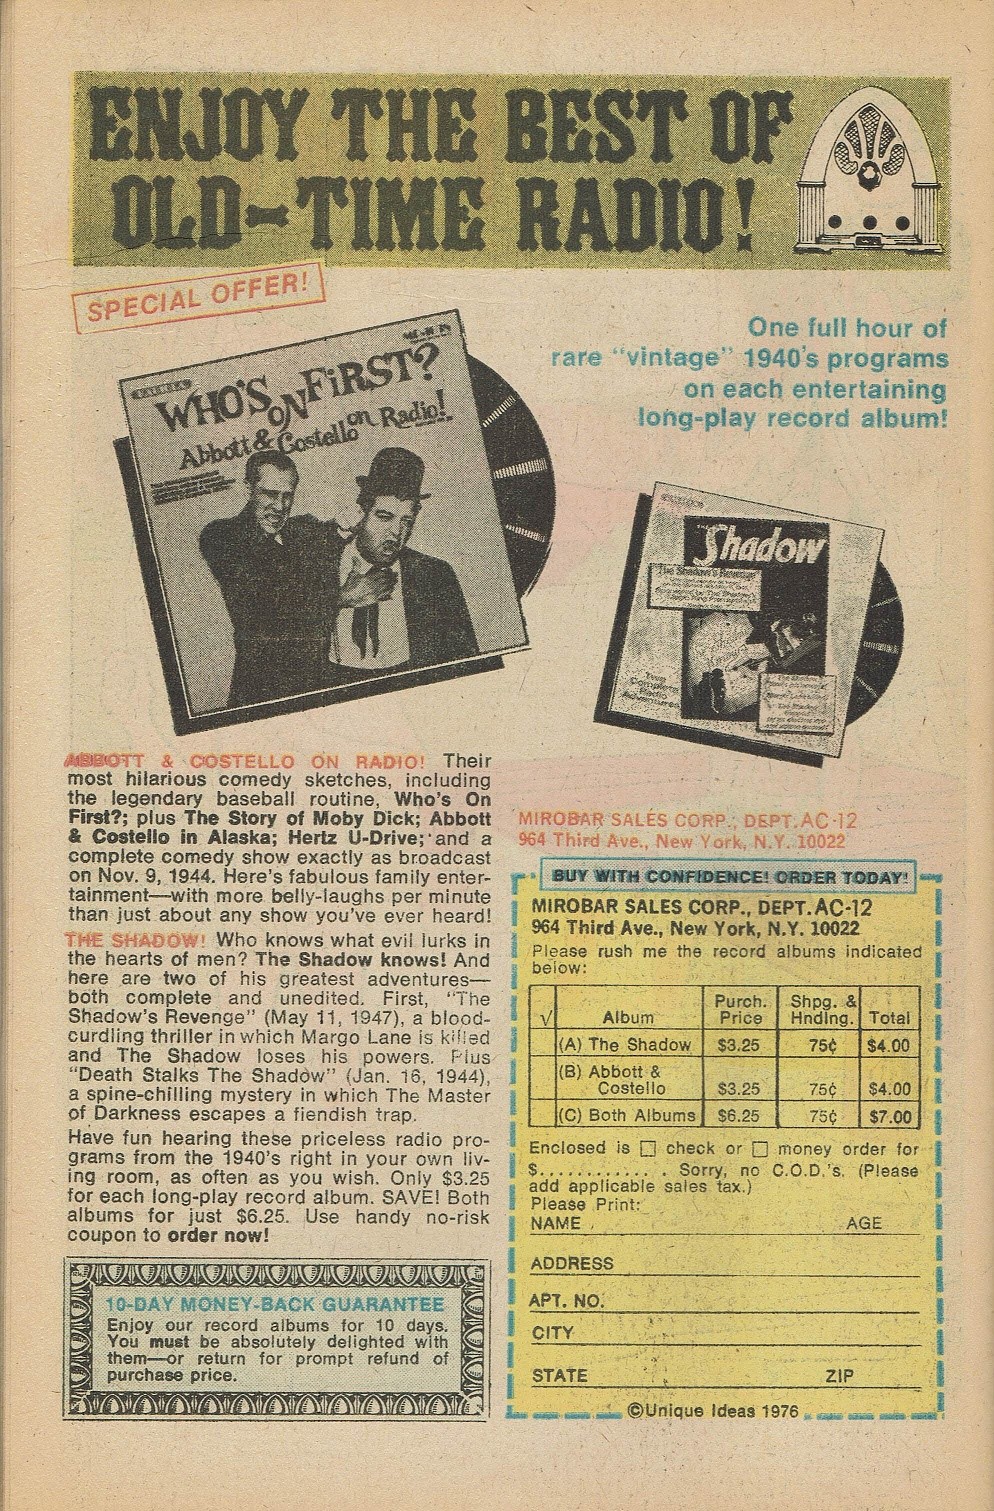 ENJOY THE BEST OF
OLD-TIME RADIO!
SPECIAL OFFER!
WHO'S ON FIRST?
Abbott & Costello on Radio!
One full hour of
rare "vintage" 1940's programs
on each entertaining
long-play record album!
The Shadow
The Shadow's Revenge
Two
Complete
Radio
Adventures
ABBOTT & COSTELLO ON RADIO! Their
most hilarious comedy sketches, including
the legendary baseball routine, Who's On
First?; plus The Story of Moby Dick; Abbott
& Costello in Alaska; Hertz U-Drive; and a
complete comedy show exactly as broadcast
on Nov. 9, 1944. Here's fabulous family enter-
tainment—with more belly-laughs per minute
than just about any show you've ever heard!
THE SHADOW! Who knows what evil lurks in
the hearts of men? The Shadow knows! And
here are two of his greatest adventures—
both complete and unedited. First, "The
Shadow's Revenge" (May 11, 1947), a blood-
curdling thriller in which Margo Lane is killed
and The Shadow loses his powers. Plus
"Death Stalks The Shadow" (Jan. 16, 1944),
a spine-chilling mystery in which The Master
of Darkness escapes a fiendish trap.
Have fun hearing these priceless radio pro-
grams from the 1940's right in your own liv-
ing room, as often as you wish. Only $3.25
for each long-play record album. SAVE! Both
albums for just $6.25. Use handy no-risk
coupon to order now!
10-DAY MONEY-BACK GUARANTEE
Enjoy our record albums for 10 days.
You must be absolutely delighted with
them—or return for prompt refund of
purchase price.
MIROBAR SALES CORP., DEPT. AC-12
964 Third Ave., New York, N.Y. 10022
BUY WITH CONFIDENCE! ORDER TODAY!
MIROBAR SALES CORP., DEPT. AC-12
964 Third Ave., New York, N.Y. 10022
Please rush me the record albums indicated
below:
√ Album Purch. Price Shpg. & Hndlng. Total
(A) The Shadow $3.25 75¢ $4.00
(B) Abbott & Costello $3.25 75¢ $4.00
(C) Both Albums $6.25 75¢ $7.00
Enclosed is ☐ check or ☐ money order for
$............ . Sorry, no C.O.D.'s. (Please
add applicable sales tax.)
Please Print:
NAME AGE
ADDRESS
APT. NO.
CITY
STATE ZIP
©Unique Ideas 1976